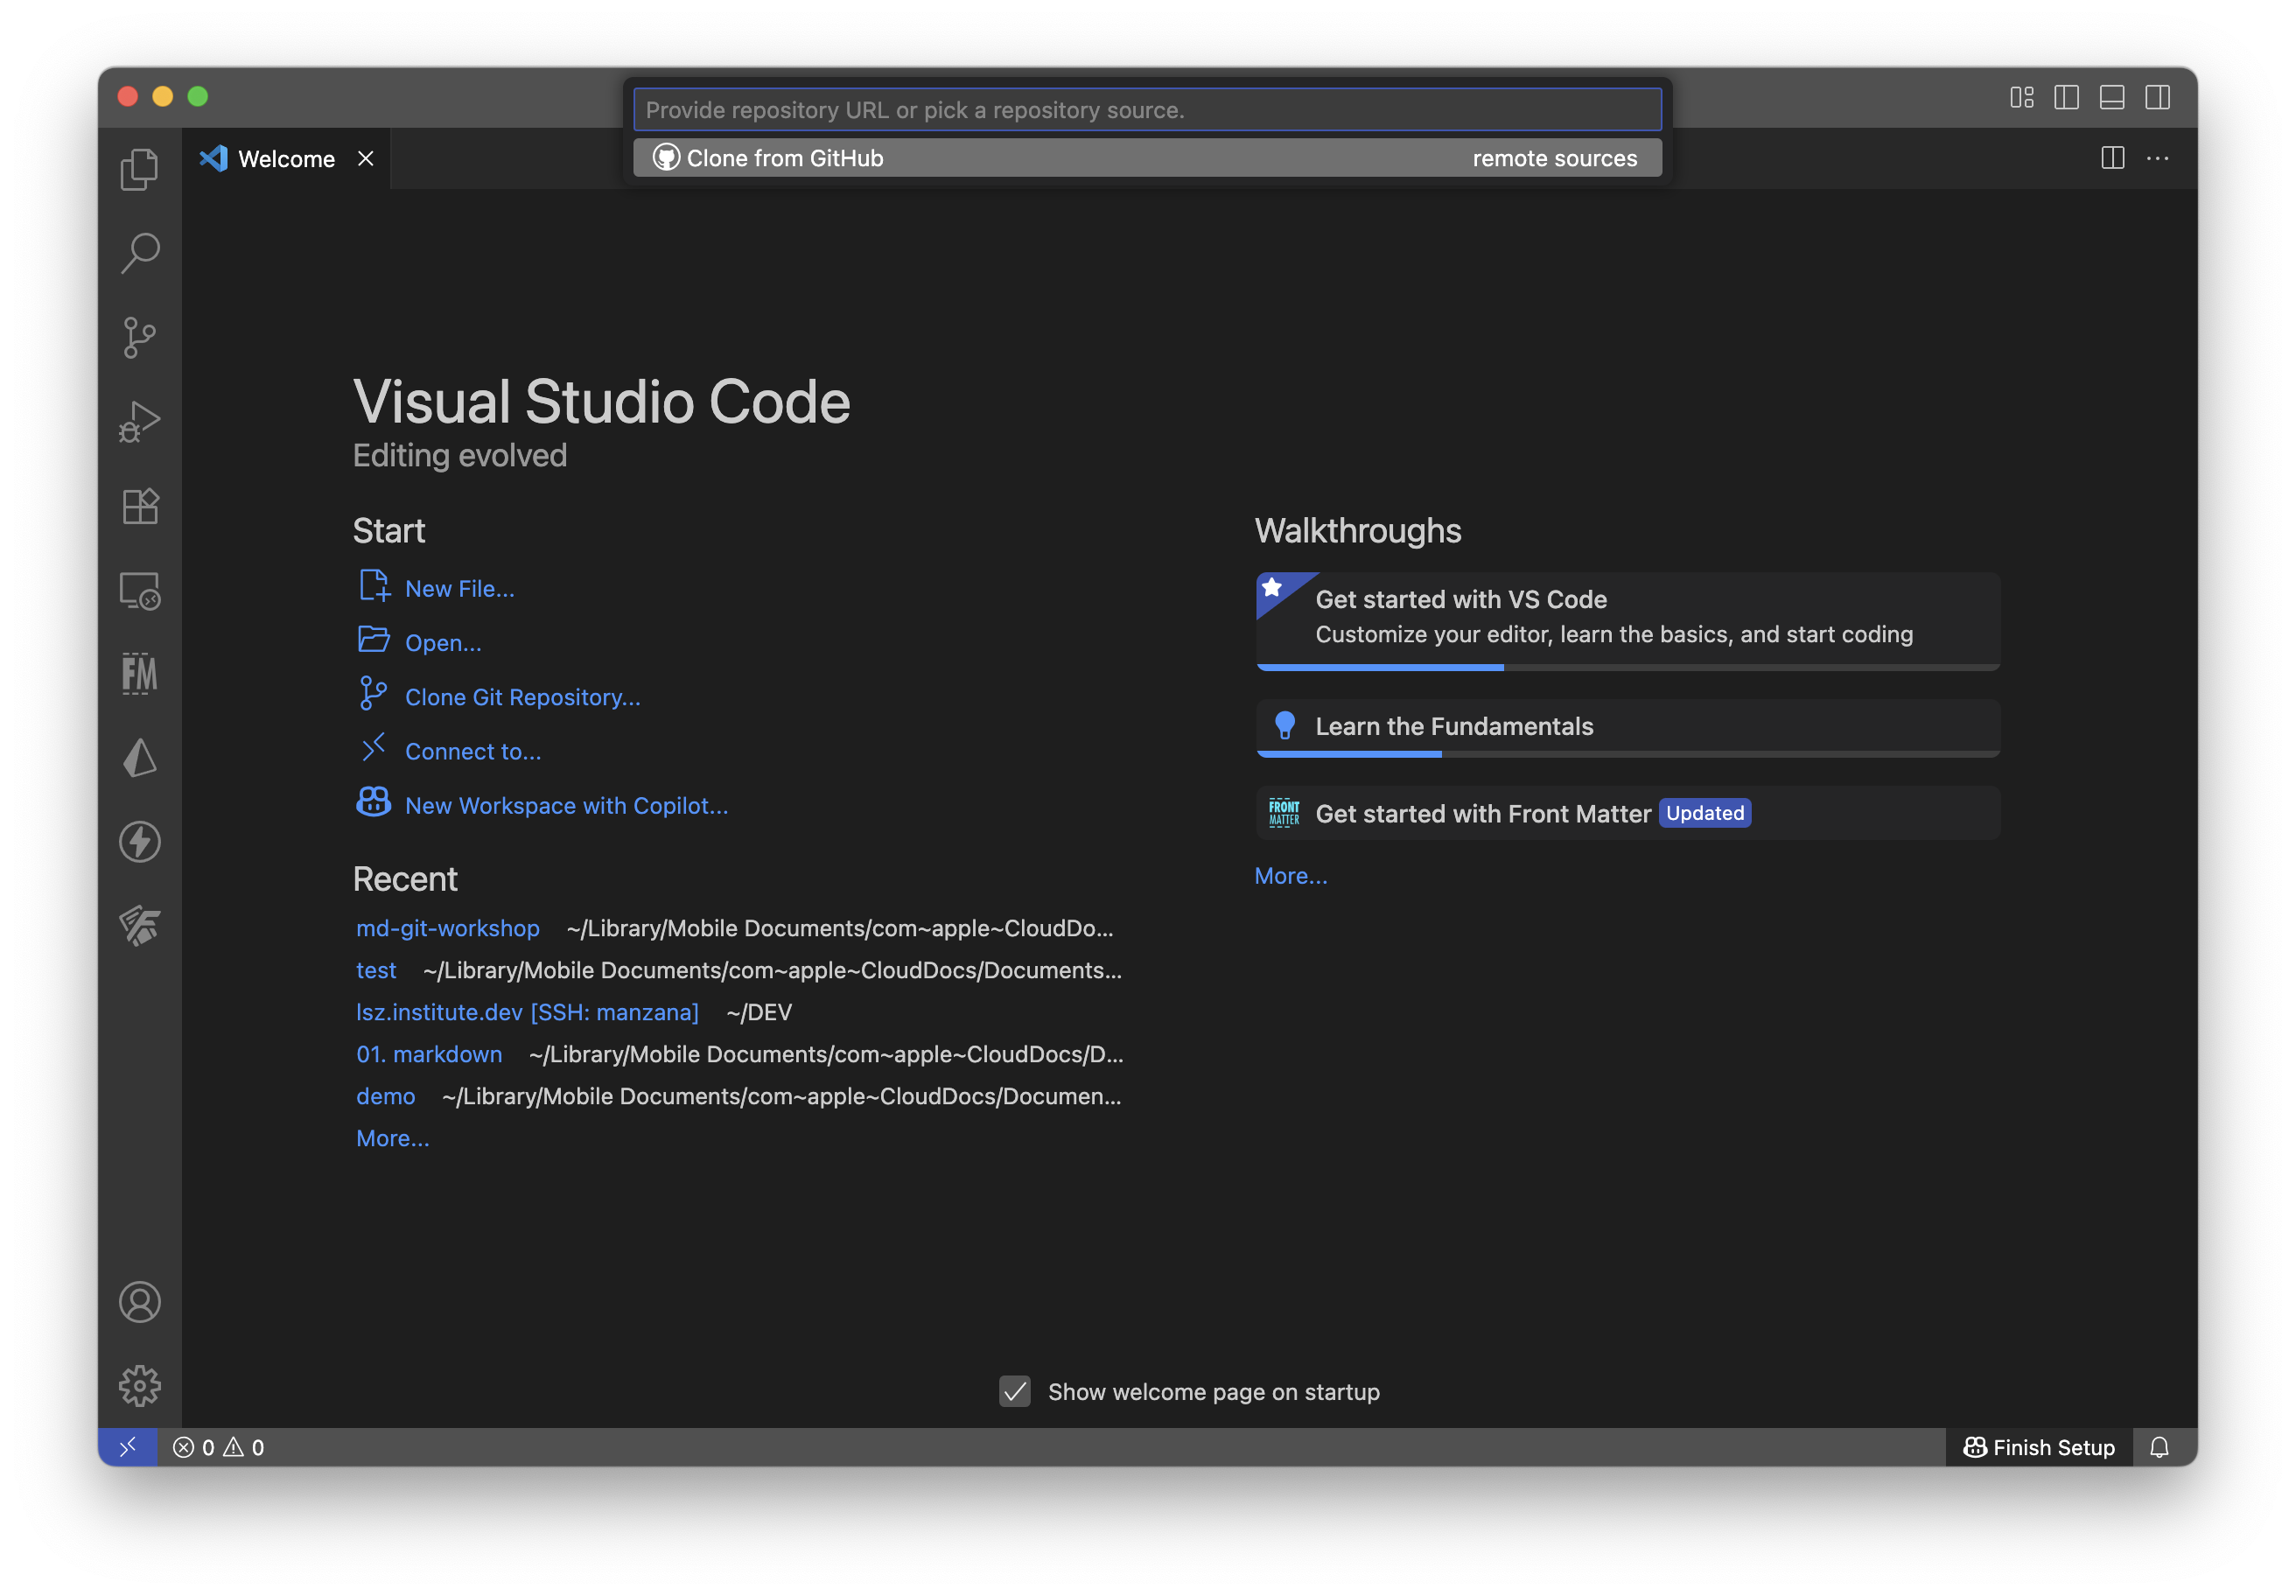 Provide repository URL or pick a repository source.
Clone from GitHub remote sources
Welcome
Visual Studio Code
Editing evolved
Start
New File...
Open...
Clone Git Repository...
Connect to...
New Workspace with Copilot...
Recent
md-git-workshop ~/Library/Mobile Documents/com~apple~CloudDo...
test ~/Library/Mobile Documents/com~apple~CloudDocs/Documents...
lsz.institute.dev [SSH: manzana] ~/DEV
01. markdown ~/Library/Mobile Documents/com~apple~CloudDocs/D...
demo ~/Library/Mobile Documents/com~apple~CloudDocs/Documen...
More...
Walkthroughs
Get started with VS Code
Customize your editor, learn the basics, and start coding
Learn the Fundamentals
FRONT
MATTER
Get started with Front Matter Updated
More...
FM
Show welcome page on startup
0 0
Finish Setup